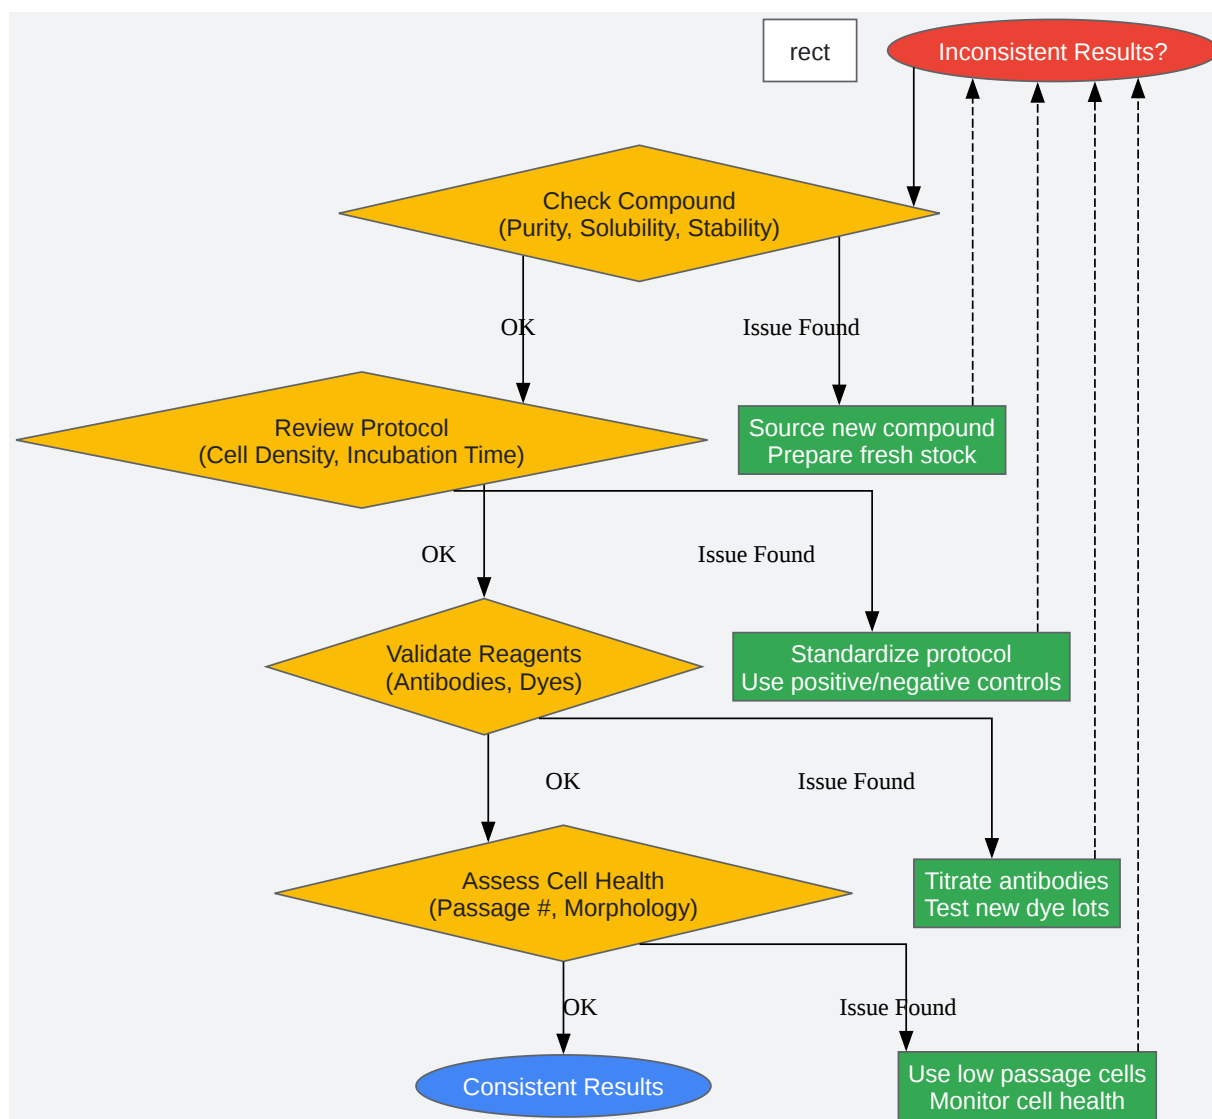 rect
Inconsistent Results?
Check Compound
(Purity, Solubility, Stability)
OK
Issue Found
Review Protocol
(Cell Density, Incubation Time)
Source new compound
Prepare fresh stock
OK
Issue Found
Validate Reagents
(Antibodies, Dyes)
Standardize protocol
Use positive/negative controls
OK
Issue Found
Assess Cell Health
(Passage #, Morphology)
Titrate antibodies
Test new dye lots
OK
Issue Found
Consistent Results
Use low passage cells
Monitor cell health